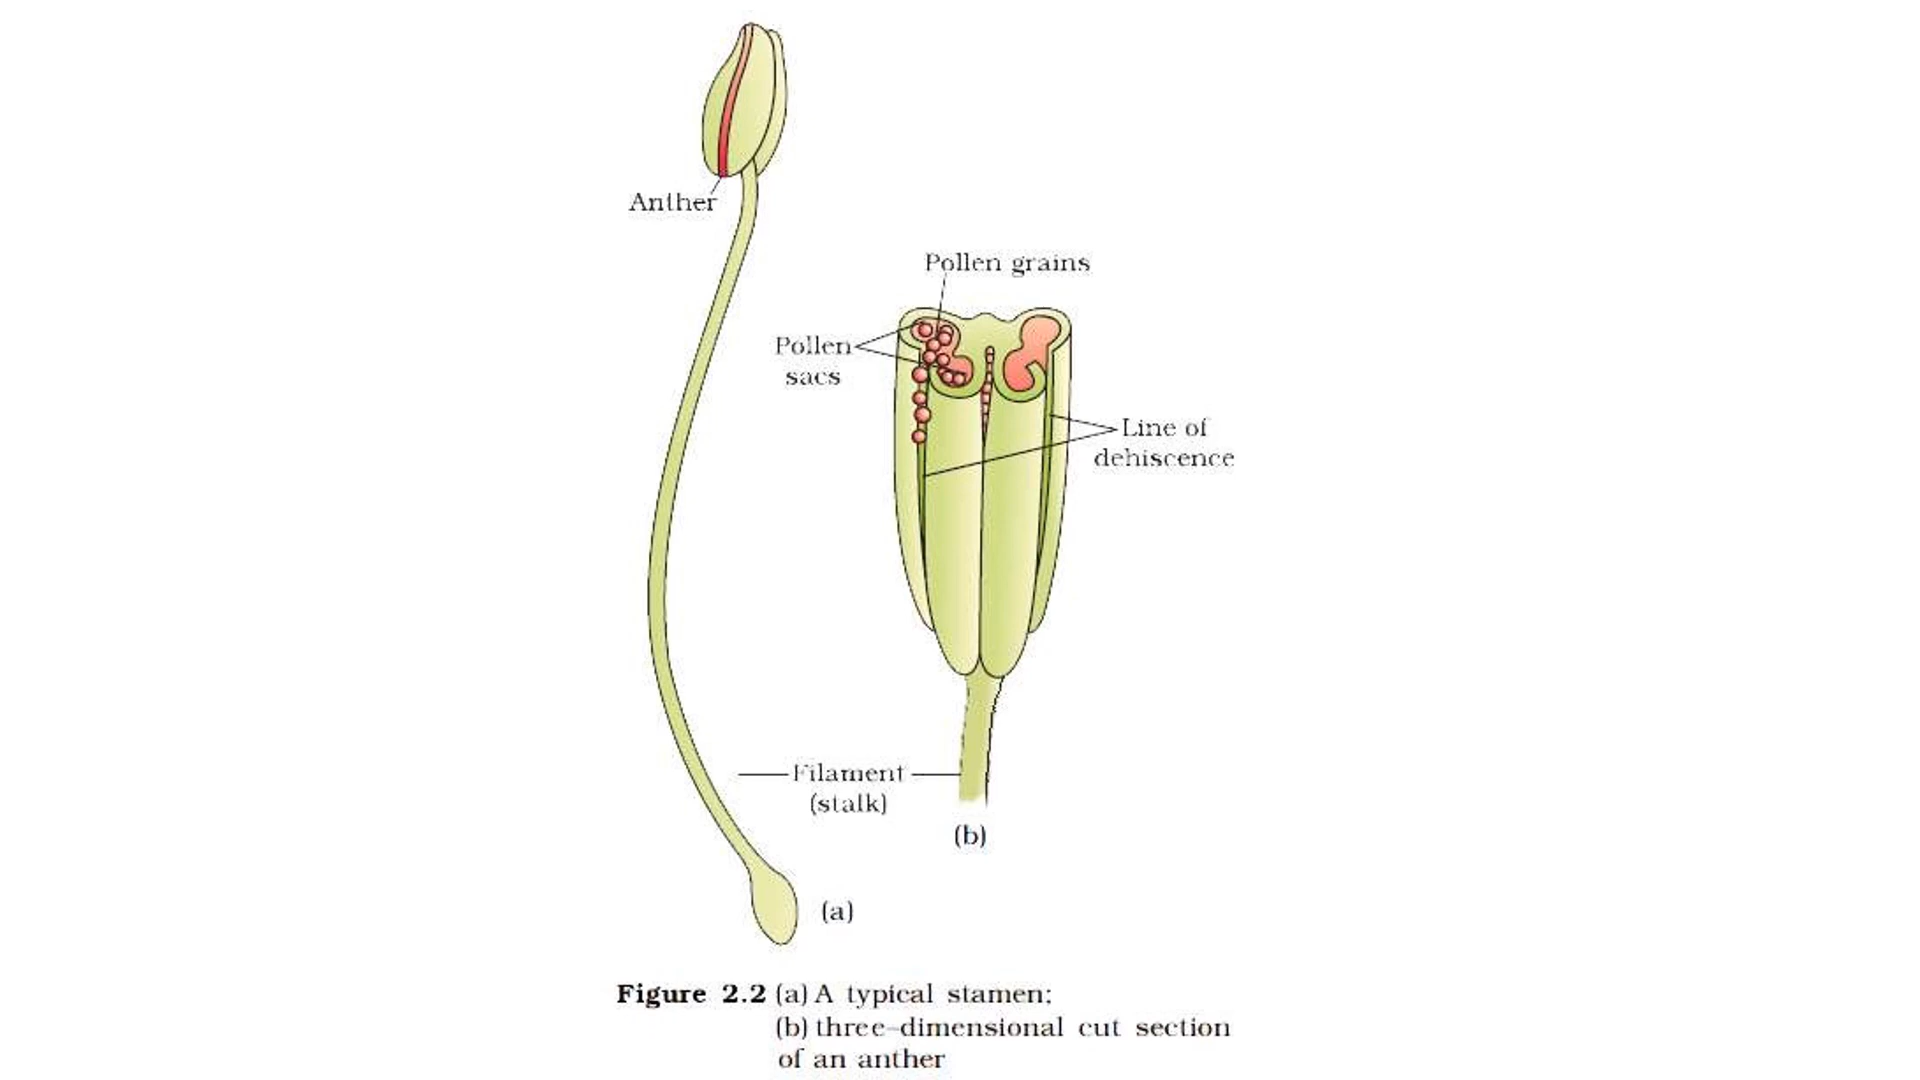 Anther
Pollen grains
Pollen
sacs
Line of
dehiscence
Filament
(stalk)
(b)
(a)
Figure 2.2 (a) A typical stamen;
(b) three-dimensional cut section
of an anther